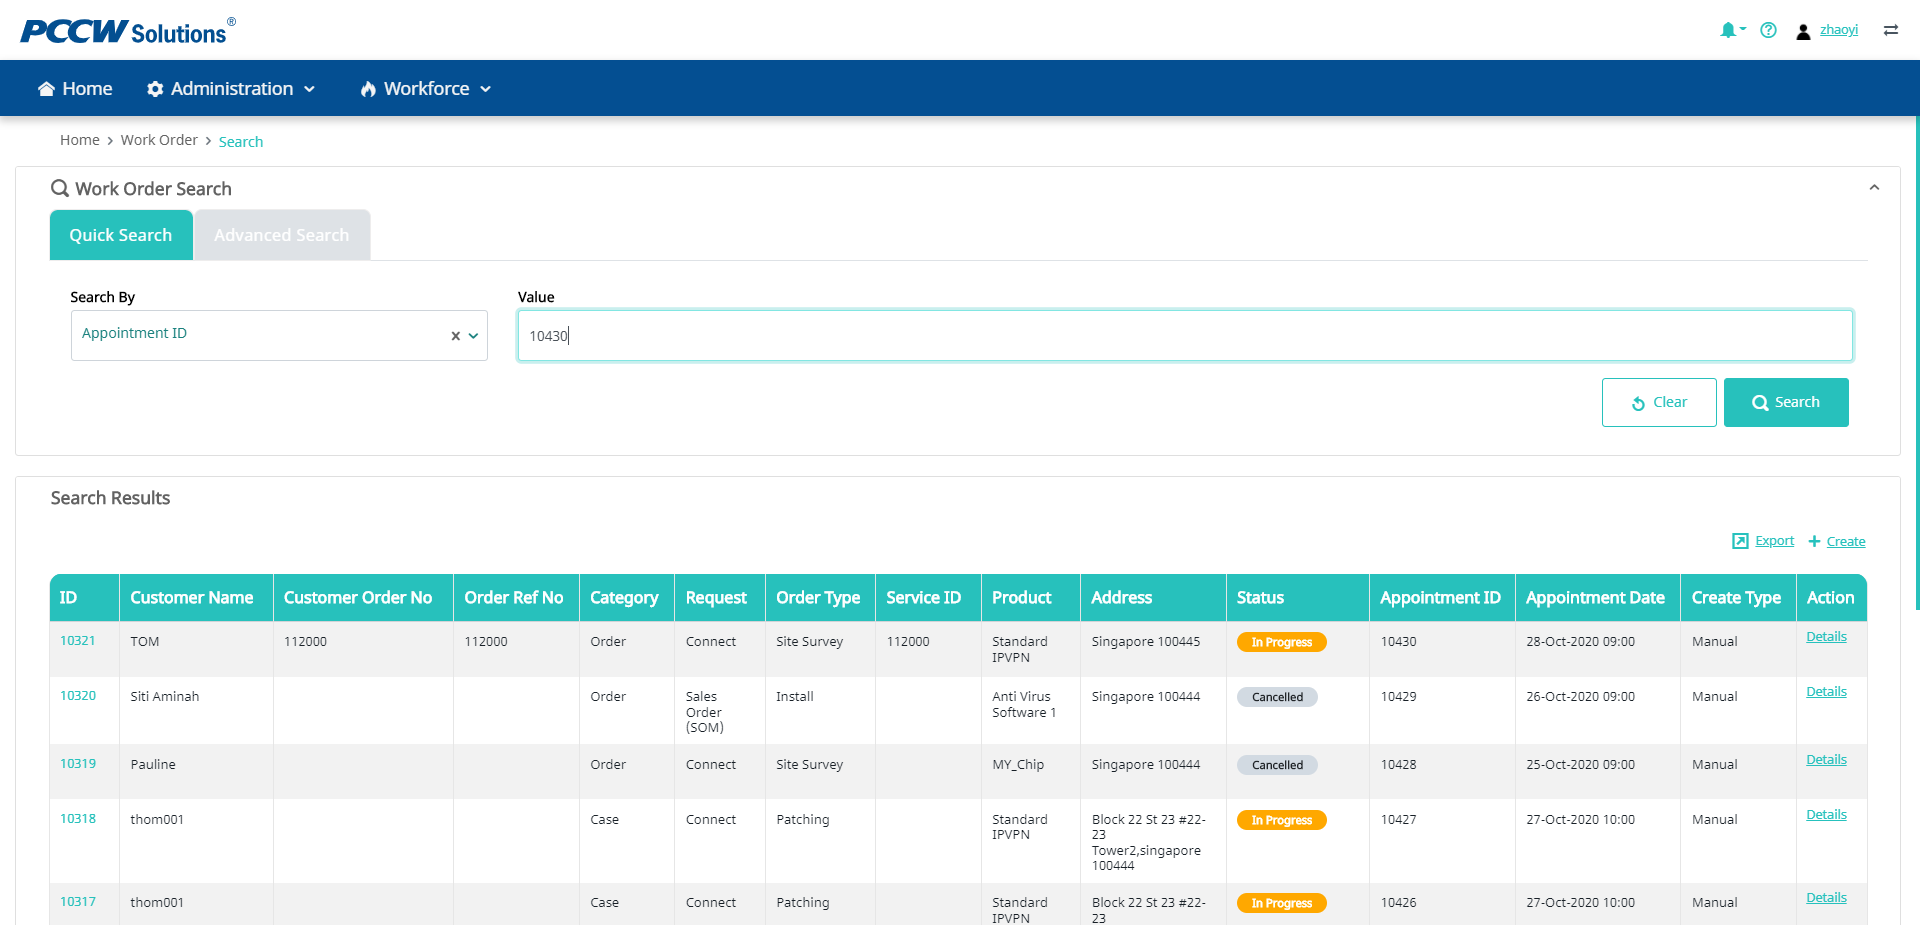 PCCW Solutions®
zhaoyi
Home
Administration
Workforce
Home > Work Order > Search
Work Order Search
Quick Search
Advanced Search
Search By
Value
Appointment ID
x
10430
Clear
Search
Search Results
Export
Create
ID Customer Name Customer Order No Order Ref No Category Request Order Type Service ID Product Address Status Appointment ID Appointment Date Create Type Action
10321 TOM 112000 112000 Order Connect Site Survey 112000 Standard Singapore 100445 In Progress 10430 28-Oct-2020 09:00 Manual Details
IPVPN
10320 Siti Aminah Order Sales Install Anti Virus Singapore 100444 Cancelled 10429 26-Oct-2020 09:00 Manual Details
Order Software 1
(SOM)
10319 Pauline Order Connect Site Survey MY_Chip Singapore 100444 Cancelled 10428 25-Oct-2020 09:00 Manual Details
10318 thom001 Case Connect Patching Standard Block 22 St 23 #22- In Progress 10427 27-Oct-2020 10:00 Manual Details
IPVPN 23
Tower2,singapore
100444
10317 thom001 Case Connect Patching Standard Block 22 St 23 #22- In Progress 10426 27-Oct-2020 10:00 Manual Details
IPVPN 23